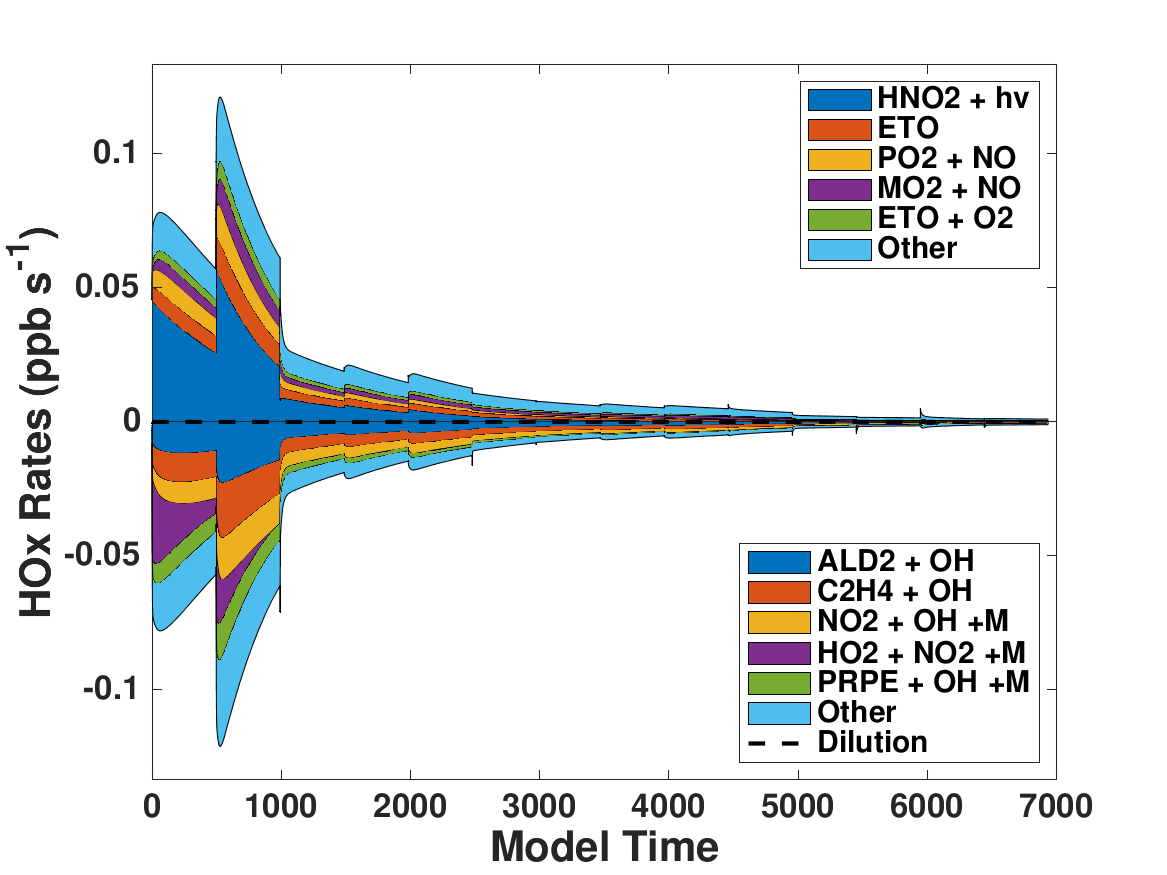 HNO2 + hv
ETO
PO2 + NO
MO2 + NO
ETO + O2
Other
0.1
0.05
0
-0.05
-0.1
HOx Rates (ppb s-1)
ALD2 + OH
C2H4 + OH
NO2 + OH +M
HO2 + NO2 +M
PRPE + OH +M
Other
Dilution
0 1000 2000 3000 4000 5000 6000 7000
Model Time